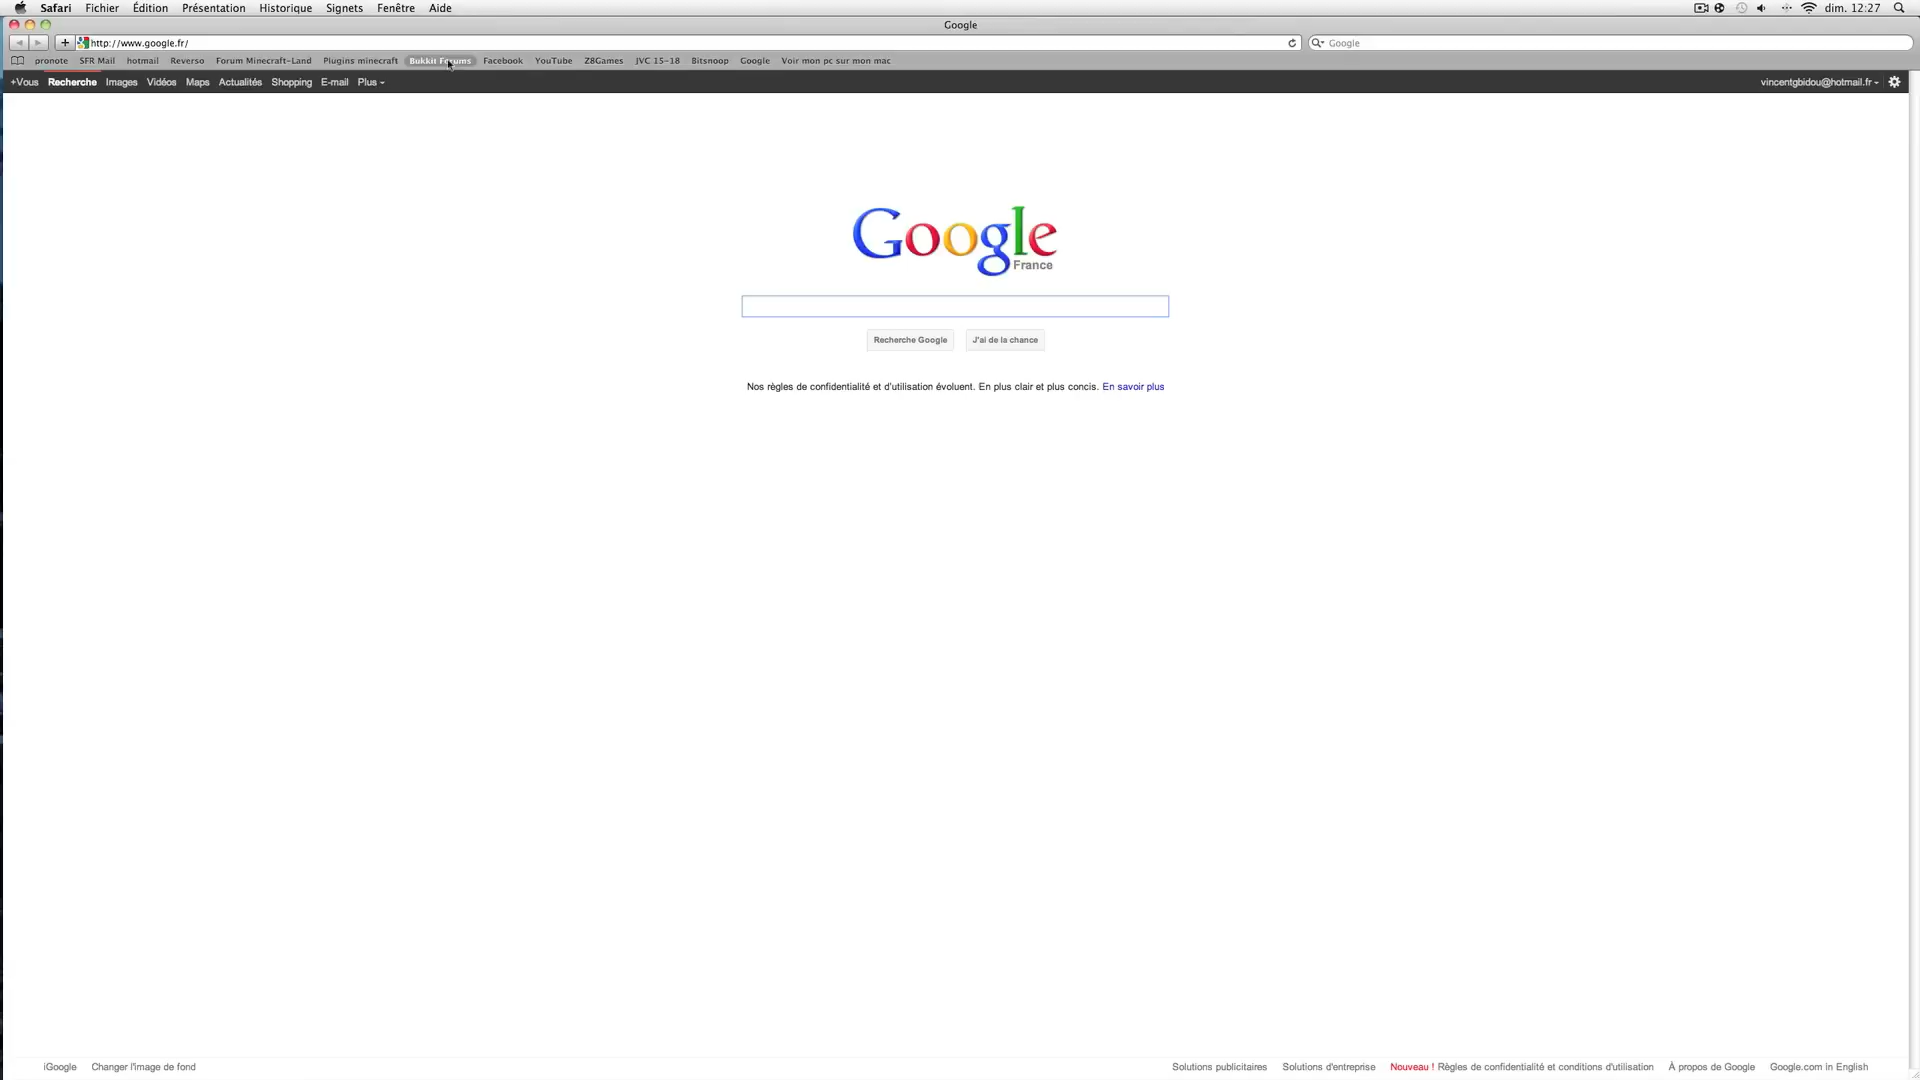 Safari Fichier Édition Présentation Historique Signets Fenêtre Aide dim. 12:27
Google
http://www.google.fr/ Google
pronote SFR Mail hotmail Reverso Forum Minecraft-Land Plugins minecraft Bukkit Forums Facebook YouTube Z8Games JVC 15-18 Bitsnoop Google Voir mon pc sur mon mac
+Vous Recherche Images Vidéos Maps Actualités Shopping E-mail Plus vincentgbidou@hotmail.fr
Google
France
Recherche Google J'ai de la chance
Nos règles de confidentialité et d'utilisation évoluent. En plus clair et plus concis. En savoir plus
iGoogle Changer l'image de fond Solutions publicitaires Solutions d'entreprise Nouveau ! Règles de confidentialité et conditions d'utilisation À propos de Google Google.com in English